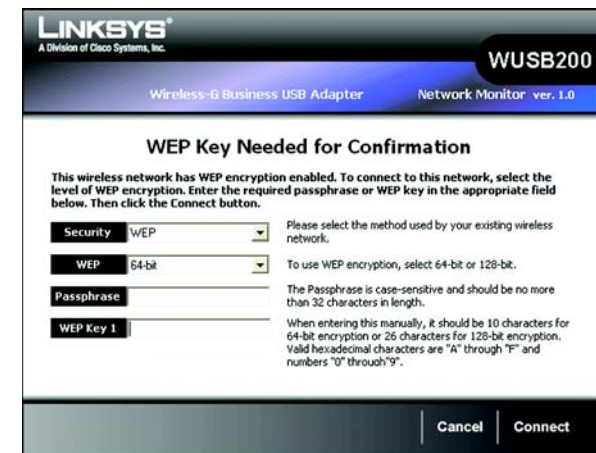 LINKSYS®
A Division of Cisco Systems, Inc.
WUSB200
Wireless-G Business USB Adapter
Network Monitor ver. 1.0
WEP Key Needed for Confirmation
This wireless network has WEP encryption enabled. To connect to this network, select the
level of WEP encryption. Enter the required passphrase or WEP key in the appropriate field
below. Then click the Connect button.
Security WEP
Please select the method used by your existing wireless
network.
WEP 64-bit
To use WEP encryption, select 64-bit or 128-bit.
Passphrase
The Passphrase is case-sensitive and should be no more
than 32 characters in length.
WEP Key 1
When entering this manually, it should be 10 characters for
64-bit encryption or 26 characters for 128-bit encryption.
Valid hexadecimal characters are "A" through "F" and
numbers "0" through"9".
Cancel
Connect